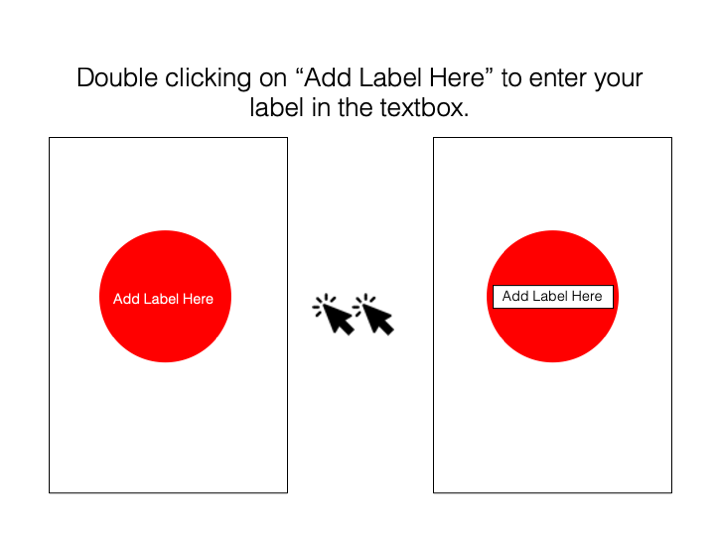 Double clicking on “Add Label Here” to enter your
label in the textbox.
Add Label Here
Add Label Here